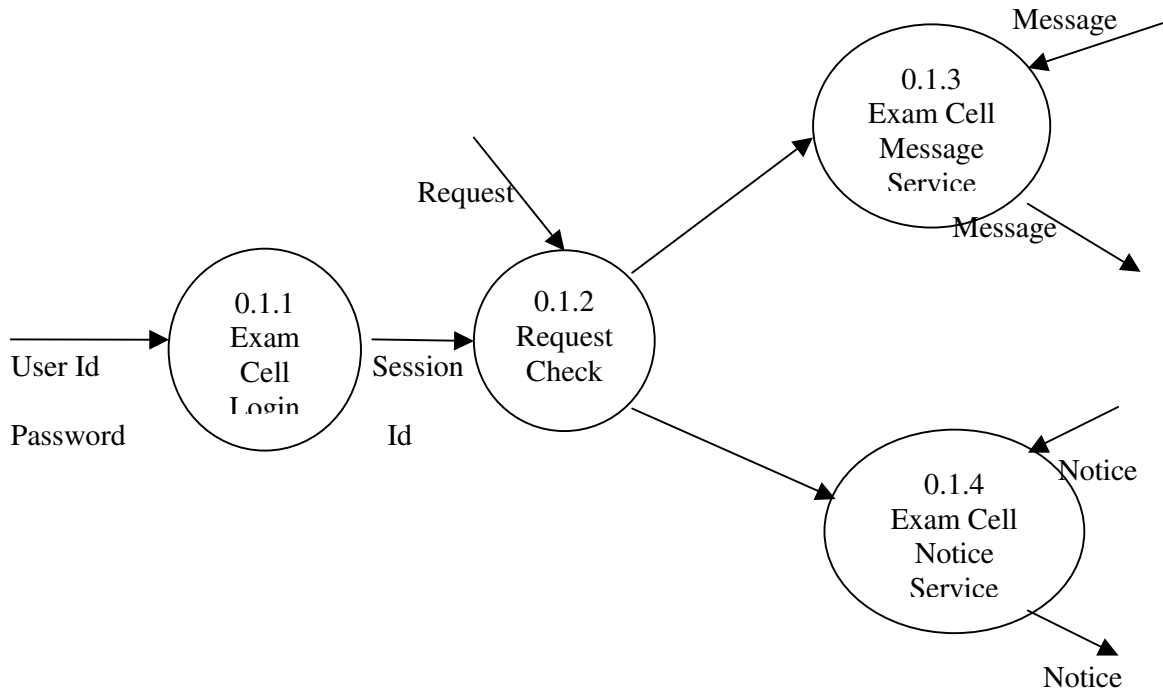 Message
0.1.3
Exam Cell
Message
Service
Message
Request
0.1.1
Exam
Cell
Login
User Id
Password
Session
Id
0.1.2
Request
Check
0.1.4
Exam Cell
Notice
Service
Notice
Notice